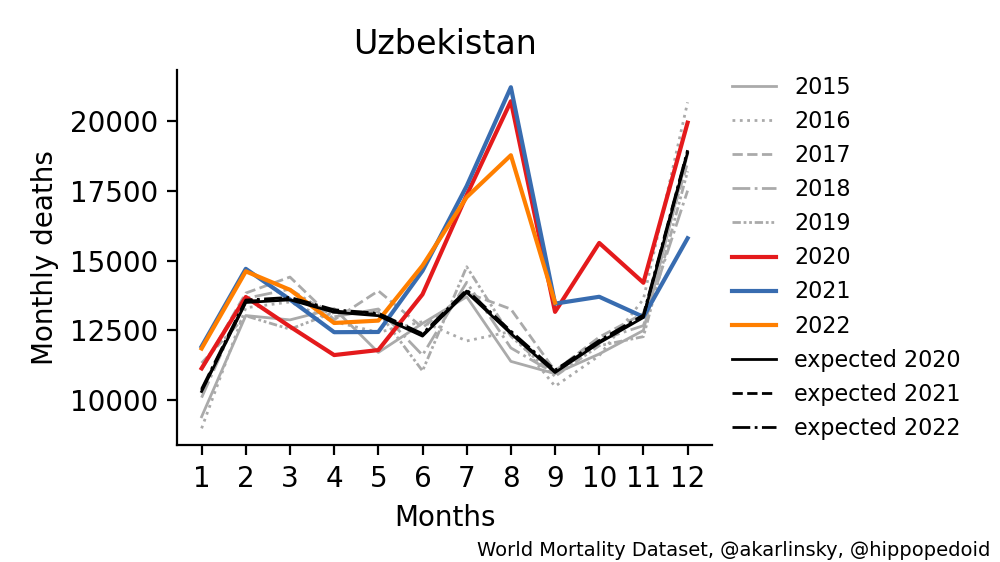 Uzbekistan
Monthly deaths
20000
17500
15000
12500
10000
1 2 3 4 5 6 7 8 9 10 11 12
Months
2015
2016
2017
2018
2019
2020
2021
2022
expected 2020
expected 2021
expected 2022
World Mortality Dataset, @akarlinsky, @hippopedoid